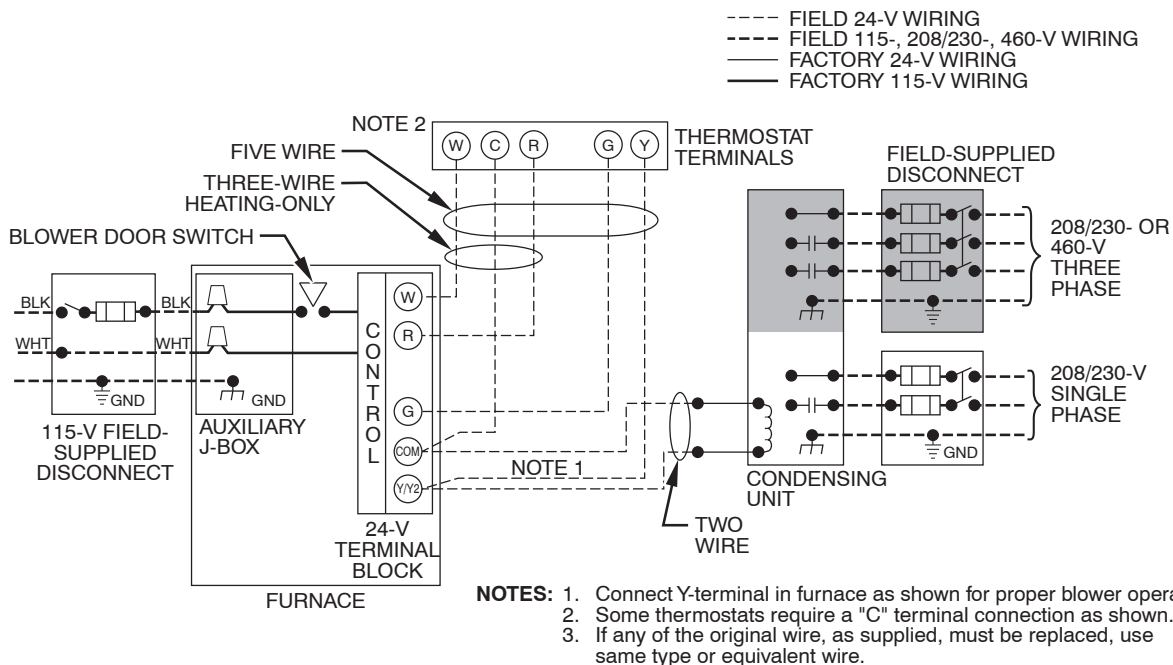 FIELD 24-V WIRING
FIELD 115-, 208/230-, 460-V WIRING
FACTORY 24-V WIRING
FACTORY 115-V WIRING
NOTE 2
W C R G Y
THERMOSTAT
TERMINALS
FIVE WIRE
THREE-WIRE
HEATING-ONLY
BLOWER DOOR SWITCH
FIELD-SUPPLIED
DISCONNECT
208/230- OR
460-V
THREE
PHASE
BLK
BLK
WHT
WHT
GND
GND
115-V FIELD-
SUPPLIED
DISCONNECT
AUXILIARY
J-BOX
CONTROL
W
R
G
COM
Y/Y2
24-V
TERMINAL
BLOCK
FURNACE
NOTE 1
TWO
WIRE
CONDENSING
UNIT
208/230-V
SINGLE
PHASE
GND
NOTES: 1. Connect Y-terminal in furnace as shown for proper blower opera
2. Some thermostats require a "C" terminal connection as shown.
3. If any of the original wire, as supplied, must be replaced, use
same type or equivalent wire.